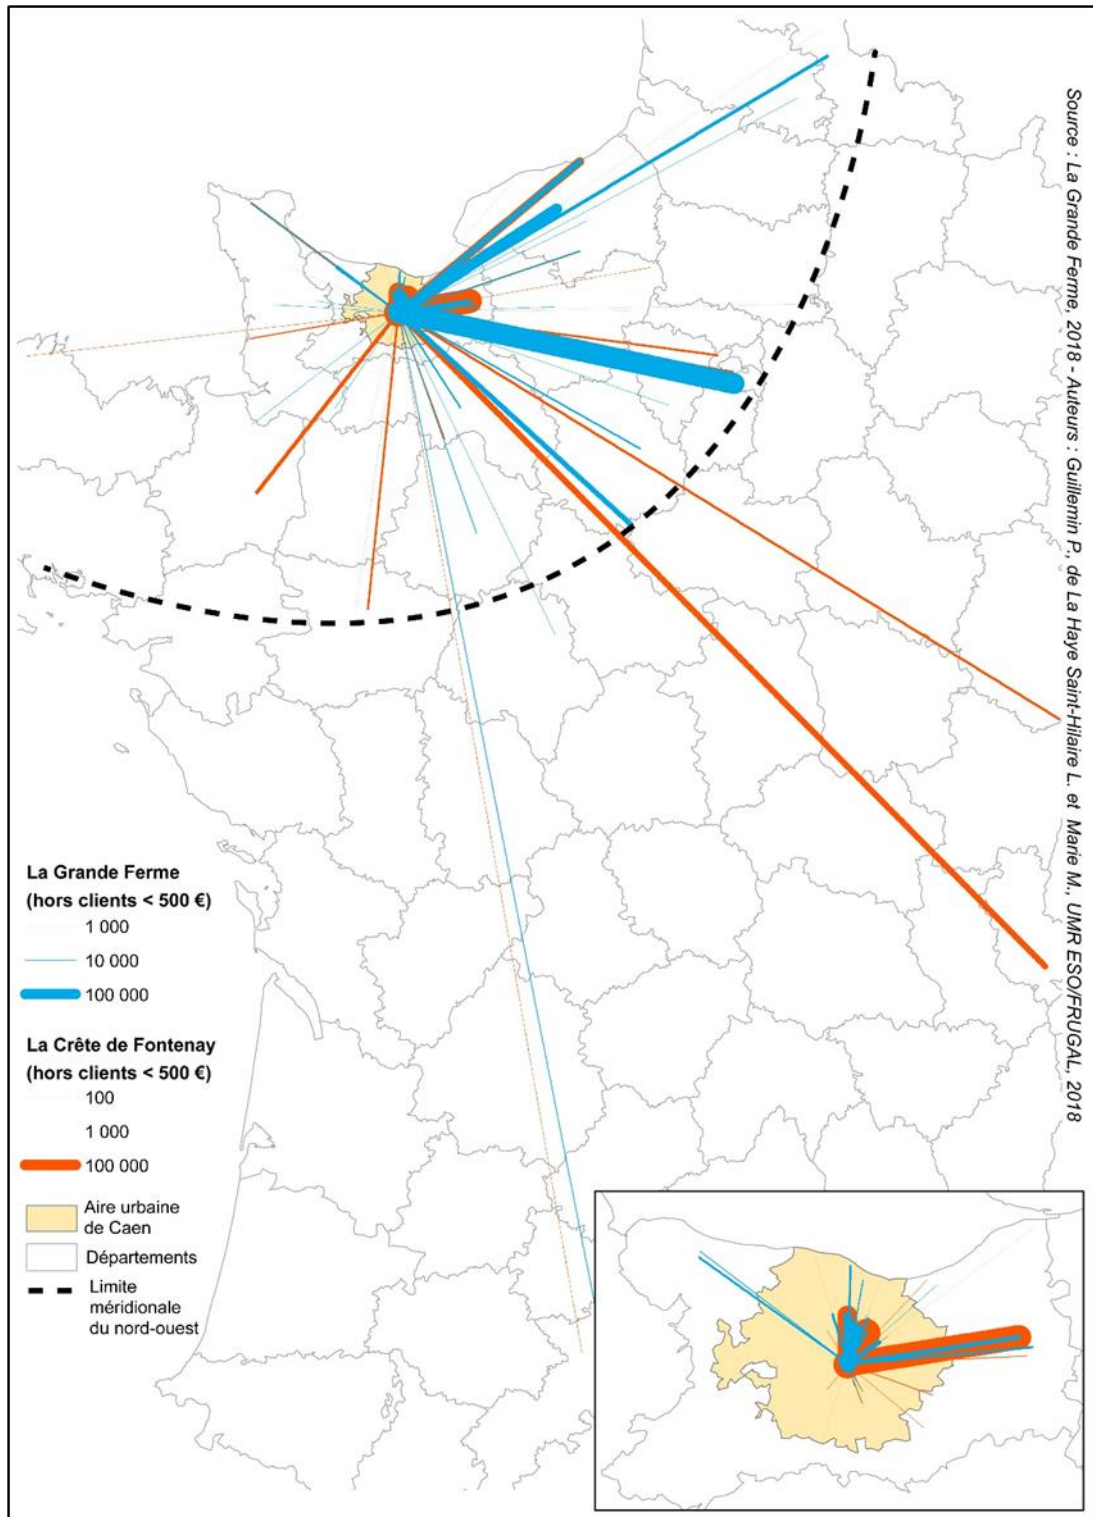 Source : La Grande Ferme, 2018 - Auteurs : Guillemin P., de La Haye Saint-Hilaire L. et Marie M., UMR ESO/FRUGAL, 2018
La Grande Ferme
(hors clients < 500 €)
1 000
10 000
100 000
La Crête de Fontenay
(hors clients < 500 €)
100
1 000
100 000
Aire urbaine
de Caen
Départements
Limite
méridionale
du nord-ouest